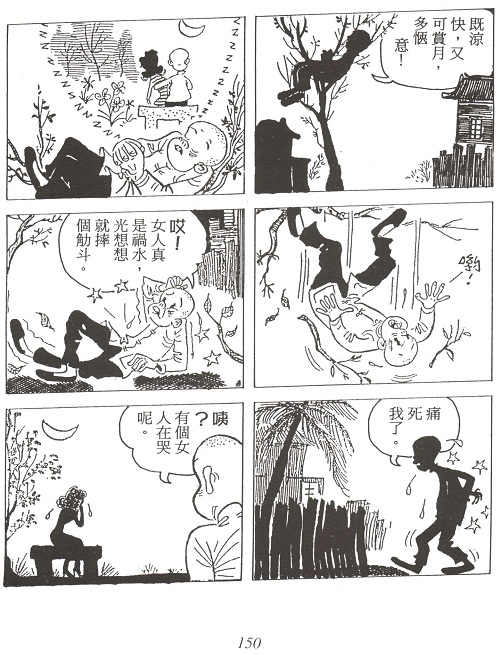 既涼
快，又
可賞月，
多愜
意！
ZZZZZZZZZZ
喲！
哎！
女人真
是禍水，
光想想
就摔
個觔斗。
痛
死
我了。
咦？
有個女
人在哭
呢。
150